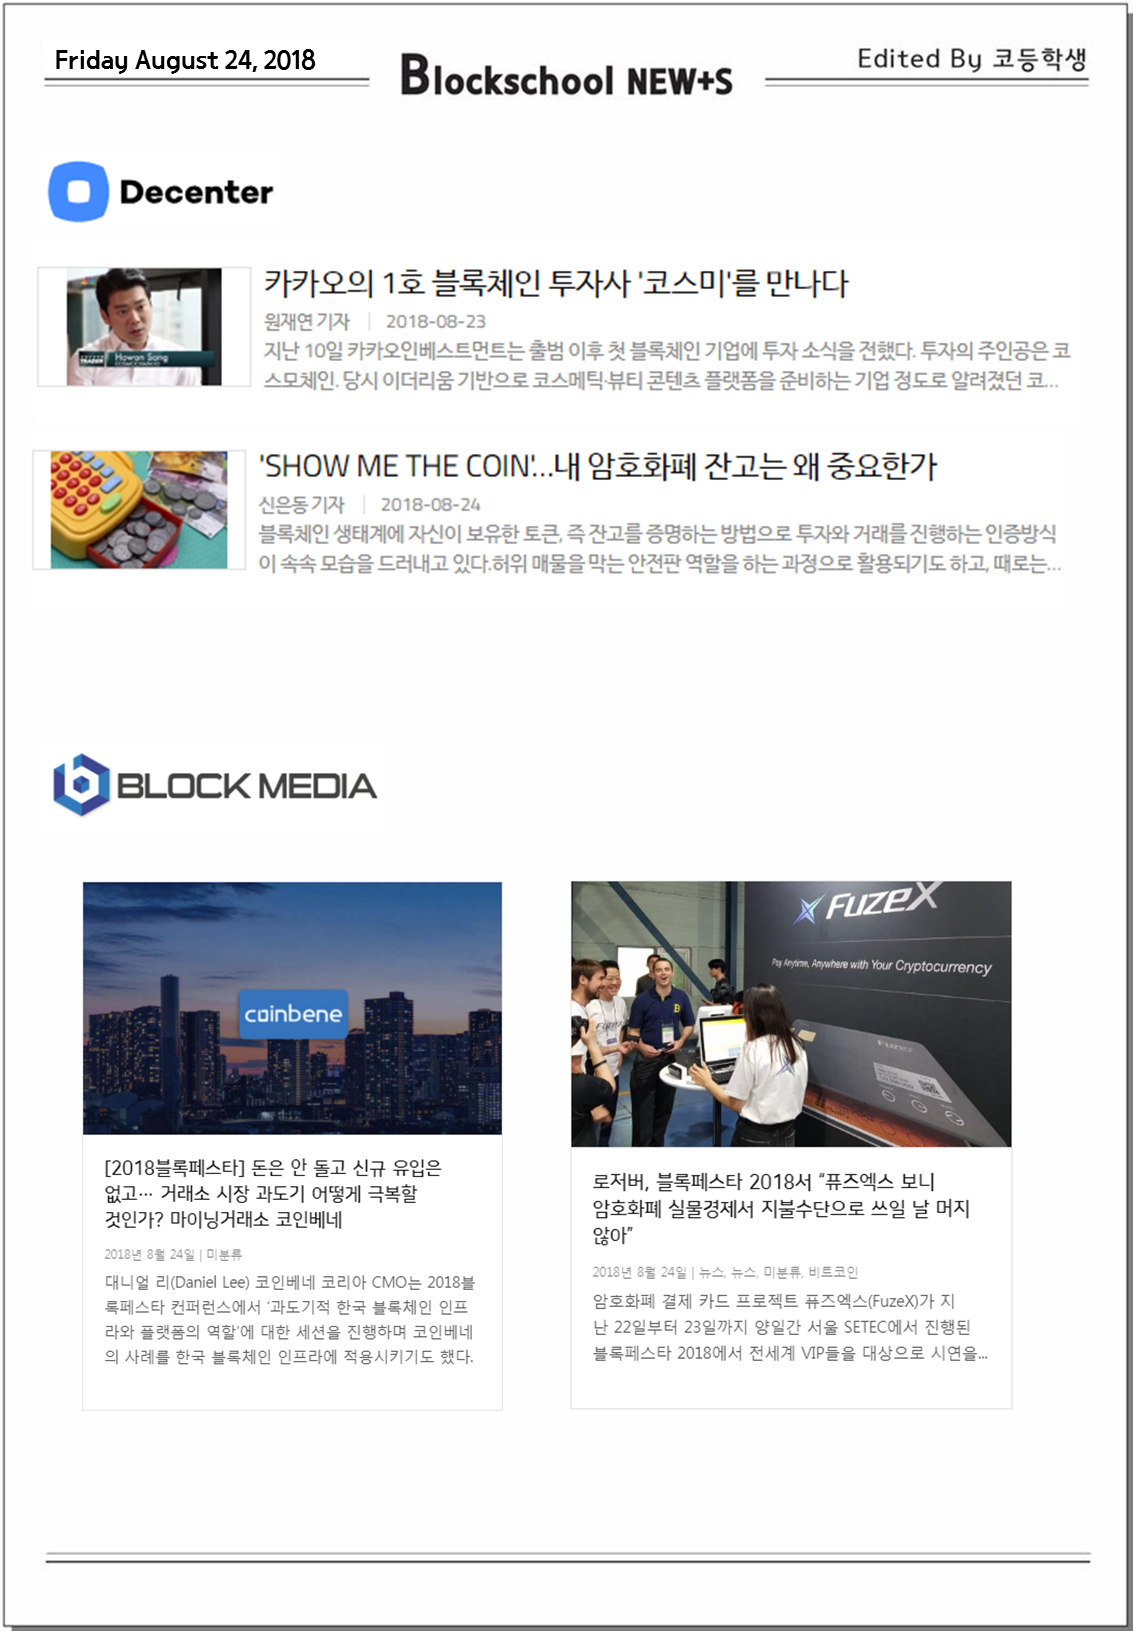 Friday August 24, 2018
Blockschool NEW+S
Edited By 코등학생
Decenter
카카오의 1호 블록체인 투자사 '코스미'를 만나다
원재연 기자 | 2018-08-23
지난 10일 카카오인베스트먼트는 출범 이후 첫 블록체인 기업에 투자 소식을 전했다. 투자의 주인공은 코
스모체인. 당시 이더리움 기반으로 코스메틱·뷰티 콘텐츠 플랫폼을 준비하는 기업 정도로 알려졌던 코...
Hawon Song
'SHOW ME THE COIN'...내 암호화폐 잔고는 왜 중요한가
신은동 기자 | 2018-08-24
블록체인 생태계에 자신이 보유한 토큰, 즉 잔고를 증명하는 방법으로 투자와 거래를 진행하는 인증방식
이 속속 모습을 드러내고 있다.허위 매물을 막는 안전판 역할을 하는 과정으로 활용되기도 하고, 때로는...
BLOCK MEDIA
coinbene
[2018블록페스타] 돈은 안 돌고 신규 유입은
없고… 거래소 시장 과도기 어떻게 극복할
것인가? 마이닝거래소 코인베네
2018년 8월 24일 | 미분류
대니얼 리(Daniel Lee) 코인베네 코리아 CMO는 2018블
록페스타 컨퍼런스에서 '과도기적 한국 블록체인 인프
라와 플랫폼의 역할'에 대한 세션을 진행하며 코인베네
의 사례를 한국 블록체인 인프라에 적용시키기도 했다.
FUZEX
Pay Anytime, Anywhere with Your Cryptocurrency
FUZEX
로저버, 블록페스타 2018서 “퓨즈엑스 보니
암호화폐 실물경제서 지불수단으로 쓰일 날 머지
않아”
2018년 8월 24일 | 뉴스, 뉴스, 미분류, 비트코인
암호화폐 결제 카드 프로젝트 퓨즈엑스(FuzeX)가 지
난 22일부터 23일까지 양일간 서울 SETEC에서 진행된
블록페스타 2018에서 전세계 VIP들을 대상으로 시연을...